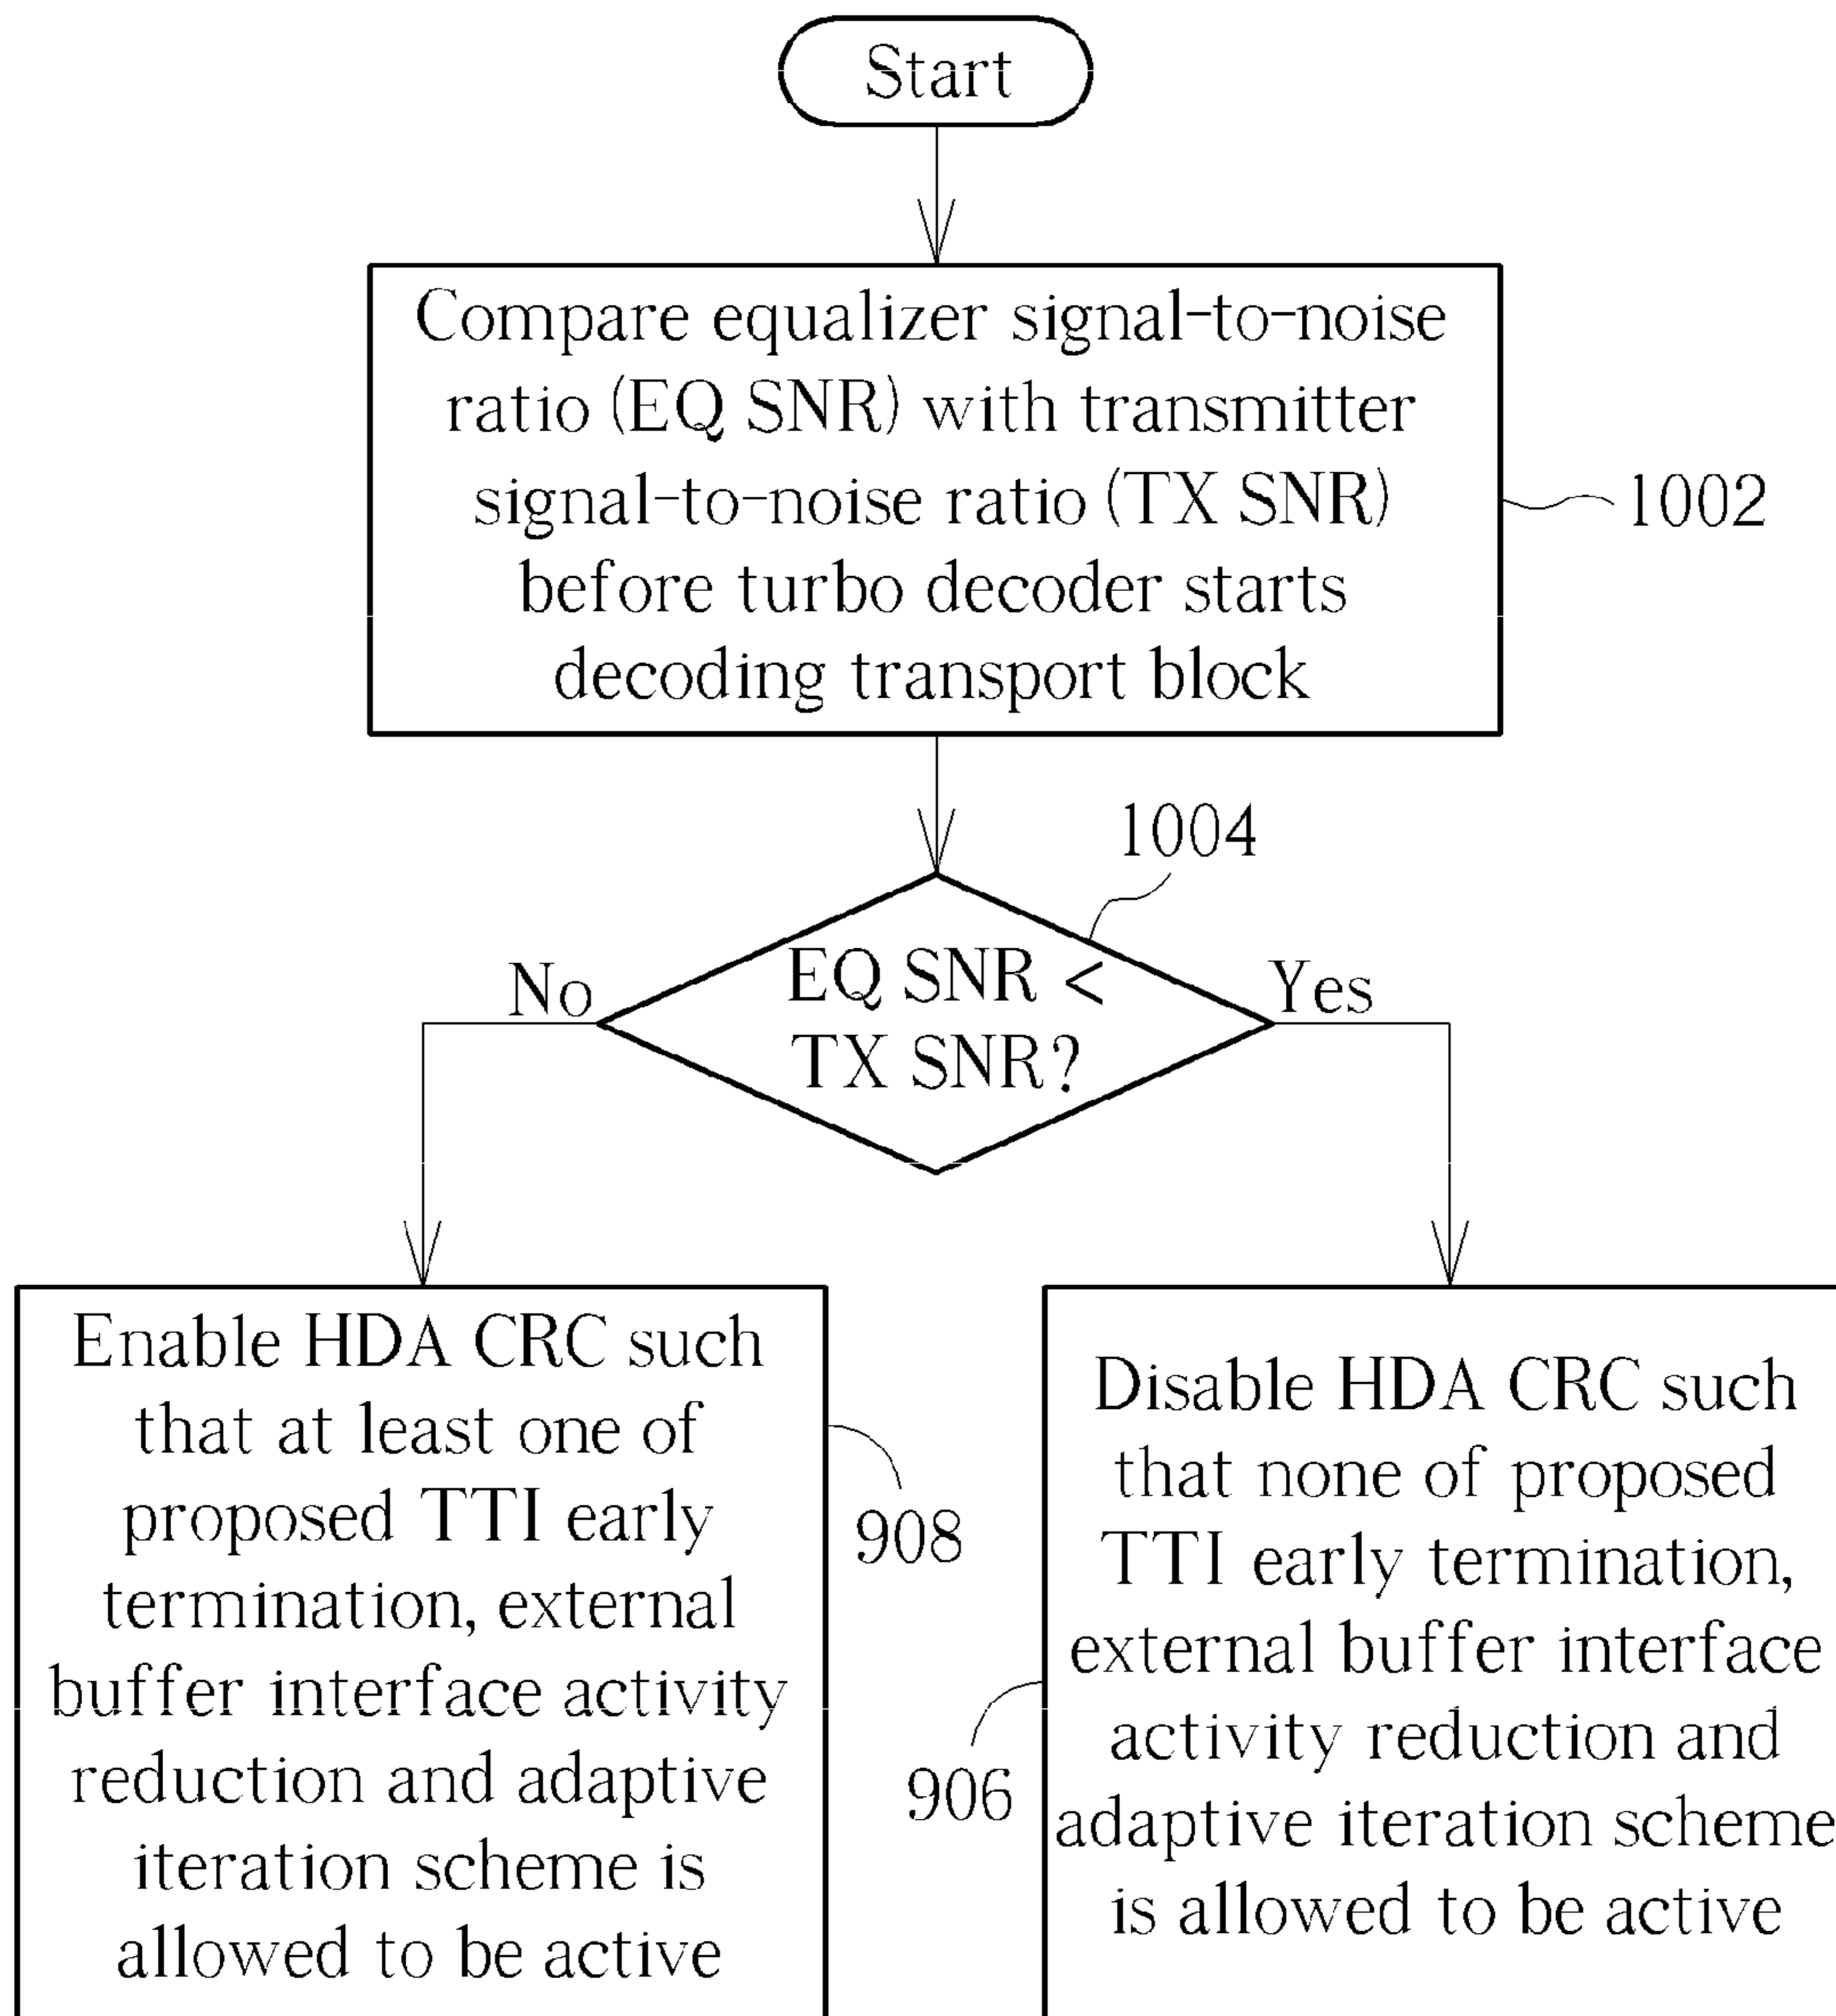 Start
Compare equalizer signal-to-noise
ratio (EQ SNR) with transmitter
signal-to-noise ratio (TX SNR)
before turbo decoder starts
decoding transport block
1002
1004
EQ SNR <
TX SNR?
No
Yes
Enable HDA CRC such
that at least one of
proposed TTI early
termination, external
buffer interface activity
reduction and adaptive
iteration scheme is
allowed to be active
908
Disable HDA CRC such
that none of proposed
TTI early termination,
external buffer interface
activity reduction and
adaptive iteration scheme
is allowed to be active
906